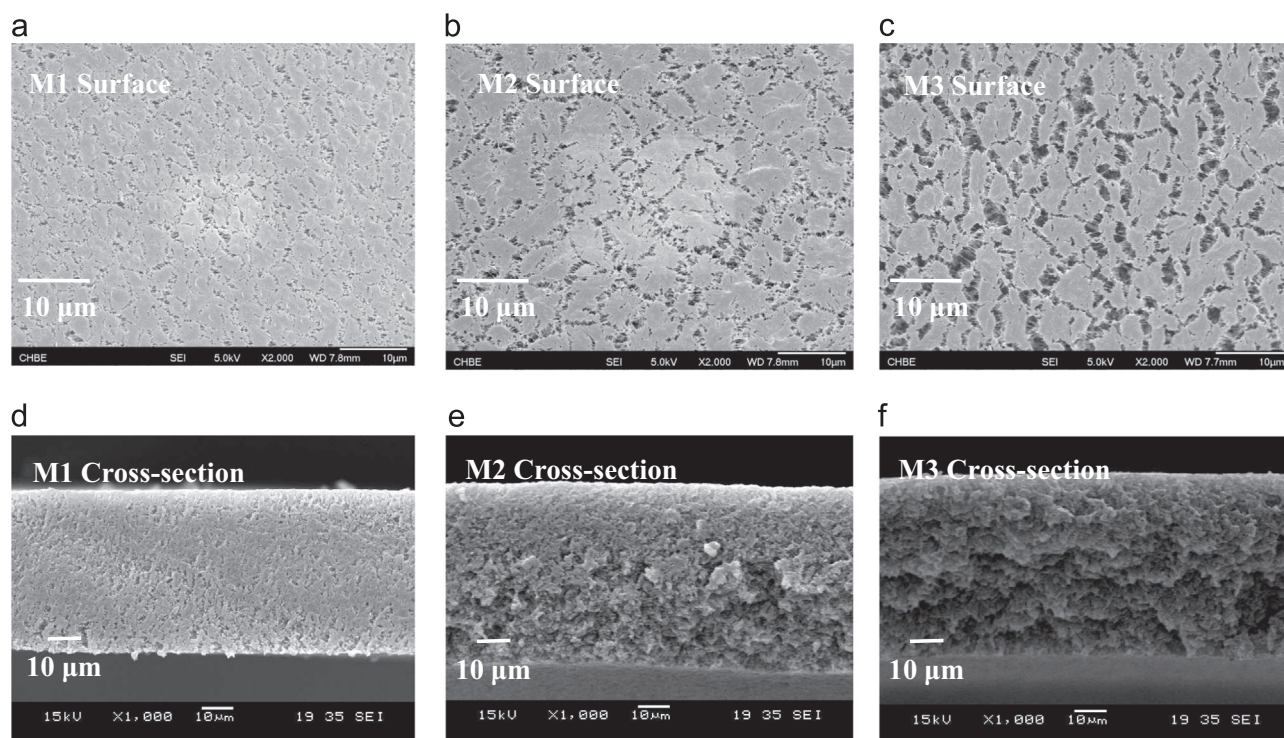 a
b
c
M1 Surface
M2 Surface
M3 Surface
10 μm
10 μm
10 μm
CHBE SEI 5.0kV X2,000 WD 7.8mm 10μm
CHBE SEI 5.0kV X2,000 WD 7.8mm 10μm
CHBE SEI 5.0kV X2,000 WD 7.7mm 10μm
d
e
f
M1 Cross-section
M2 Cross-section
M3 Cross-section
10 μm
10 μm
10 μm
15kV X1,000 10μm 19 35 SEI
15kV X1,000 10μm 19 35 SEI
15kV X1,000 10μm 19 35 SEI